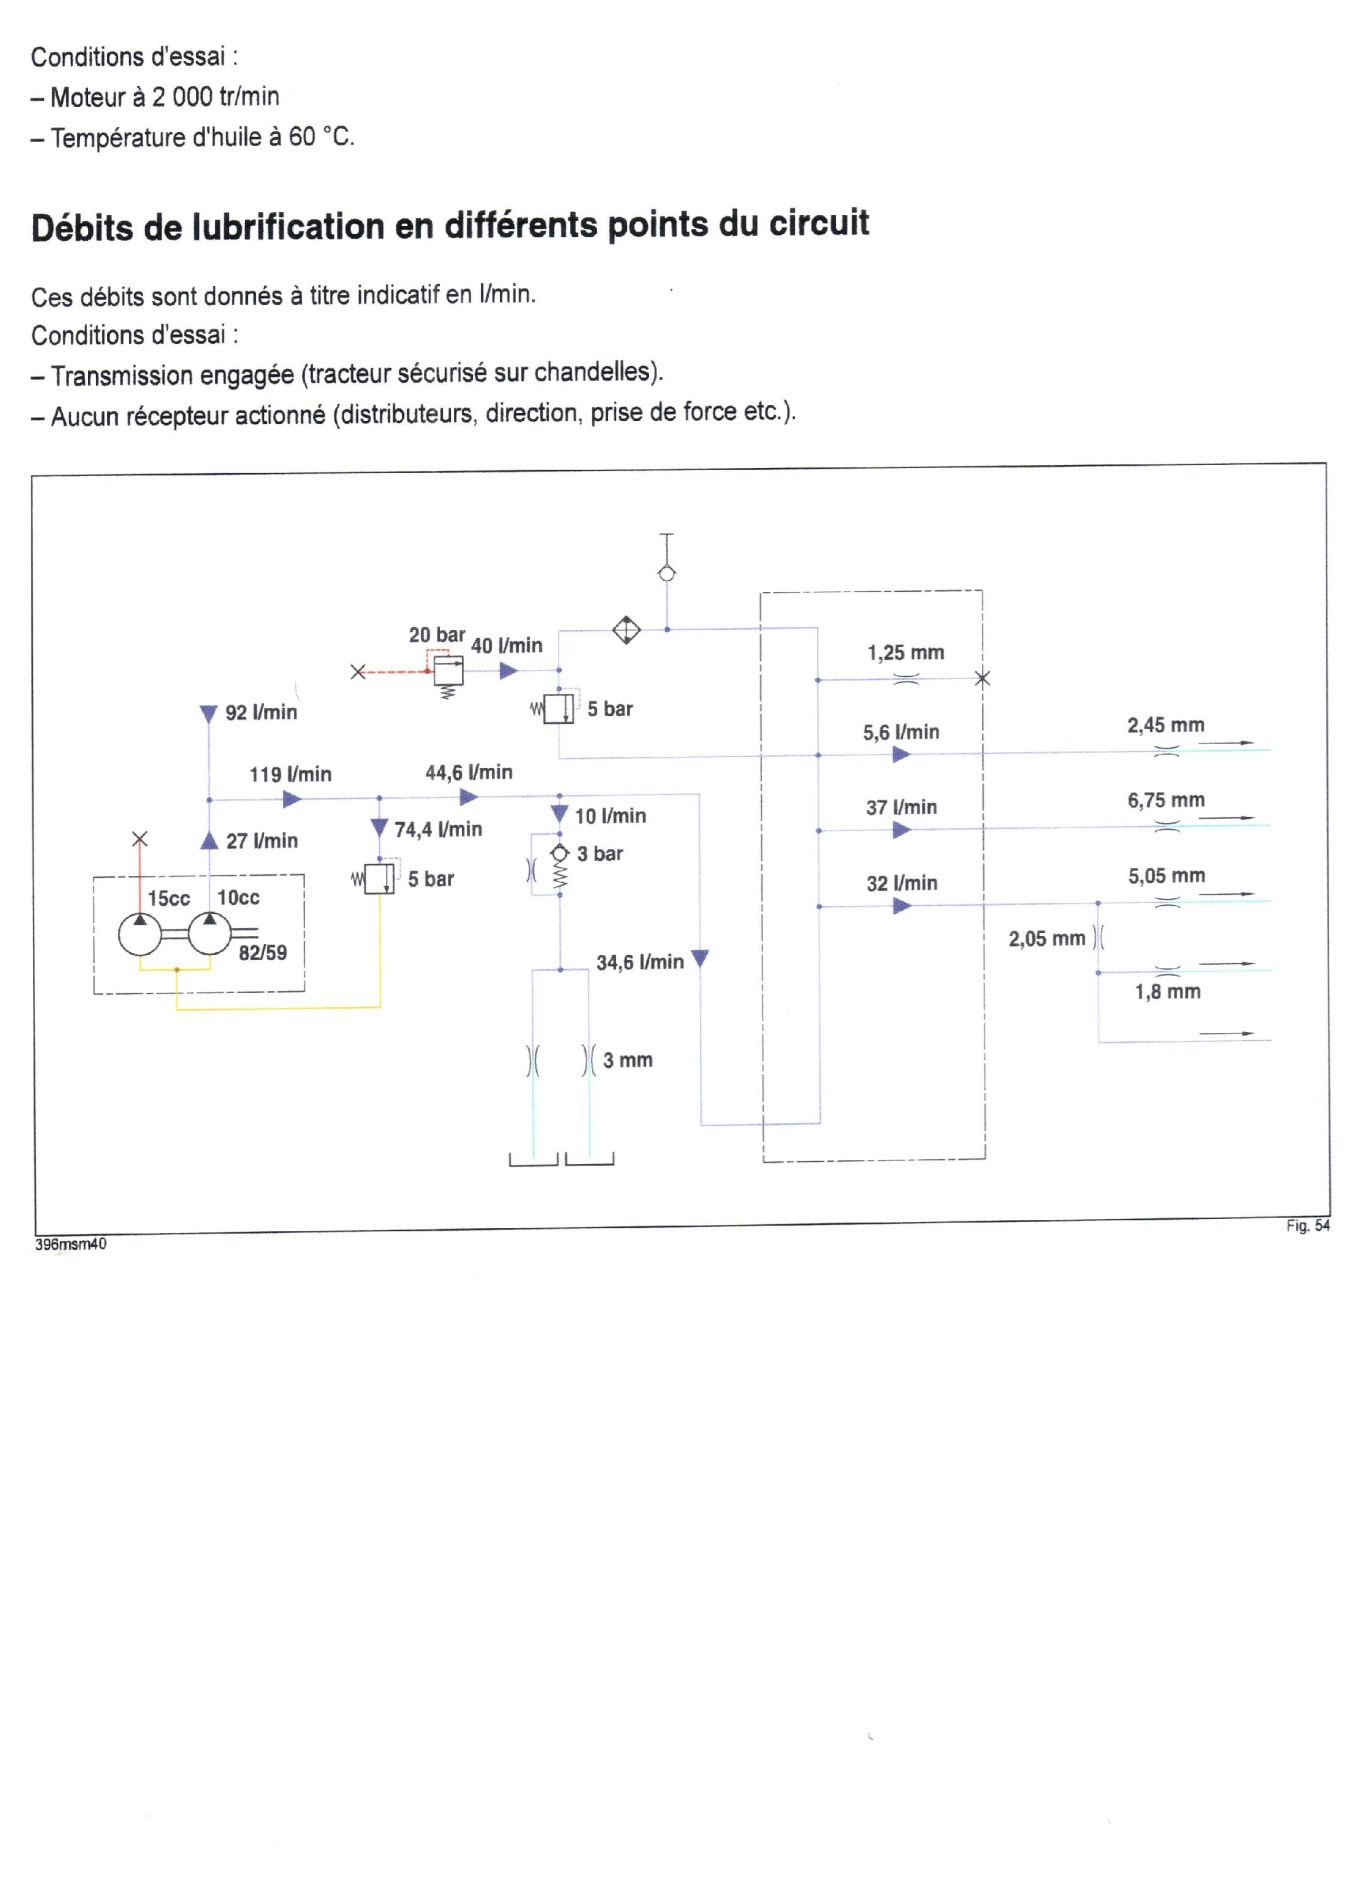 Conditions d'essai :
– Moteur à 2 000 tr/min
– Température d'huile à 60 °C.
Débits de lubrification en différents points du circuit
Ces débits sont donnés à titre indicatif en l/min.
Conditions d'essai :
– Transmission engagée (tracteur sécurisé sur chandelles).
– Aucun récepteur actionné (distributeurs, direction, prise de force etc.).
20 bar
40 l/min
1,25 mm
92 l/min
5 bar
5,6 l/min
2,45 mm
119 l/min
44,6 l/min
37 l/min
6,75 mm
27 l/min
74,4 l/min
10 l/min
3 bar
5 bar
32 l/min
5,05 mm
15cc
10cc
82/59
34,6 l/min
2,05 mm
1,8 mm
3 mm
396msm40
Fig. 54